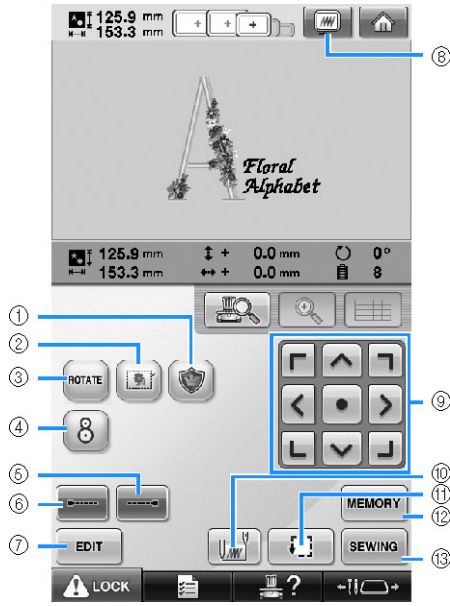 125.9 mm
153.3 mm
⑧
Floral
Alphabet
125.9 mm + 0.0 mm 0°
153.3 mm + 0.0 mm 8
①
②
③ ROTATE
④ 8
⑤
⑥
⑦ EDIT
⑨
⑩
⑪
MEMORY ⑫
SEWING ⑬
LOCK ?